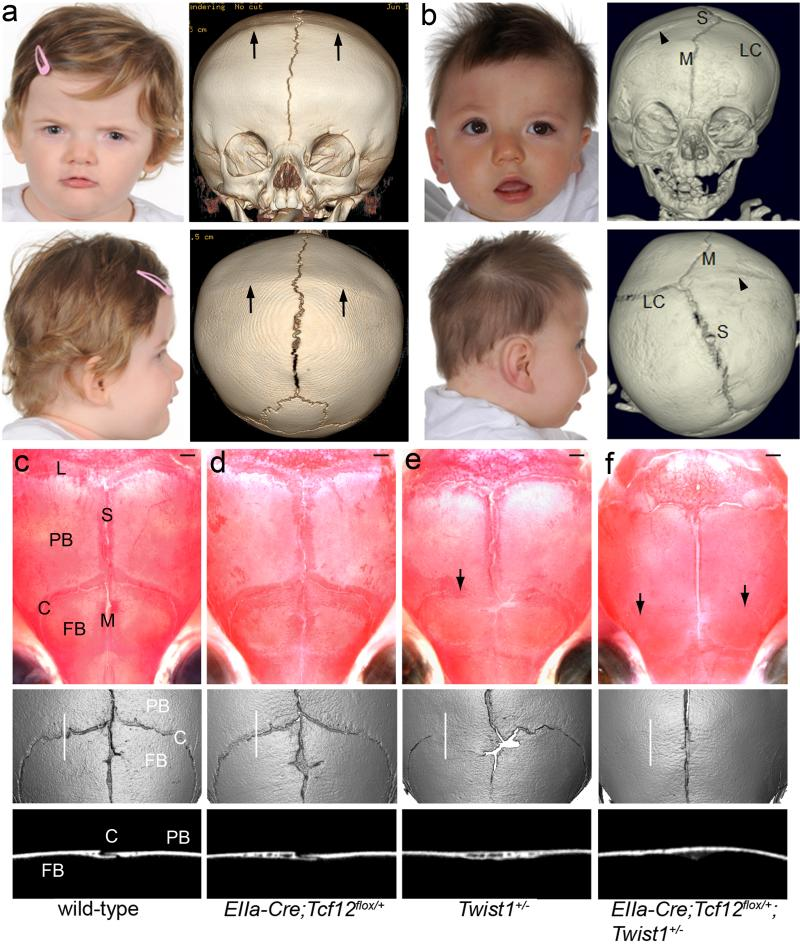 a
b
ndering No cut
Jun 1
5 cm
S
M
LC
.5 cm
M
LC
S
c
d
e
f
L
S
PB
C
M
FB
PB
C
FB
C
PB
FB
wild-type
EIIa-Cre;Tcf12flox/+
Twist1+/-
EIIa-Cre;Tcf12flox/+;
Twist1+/-